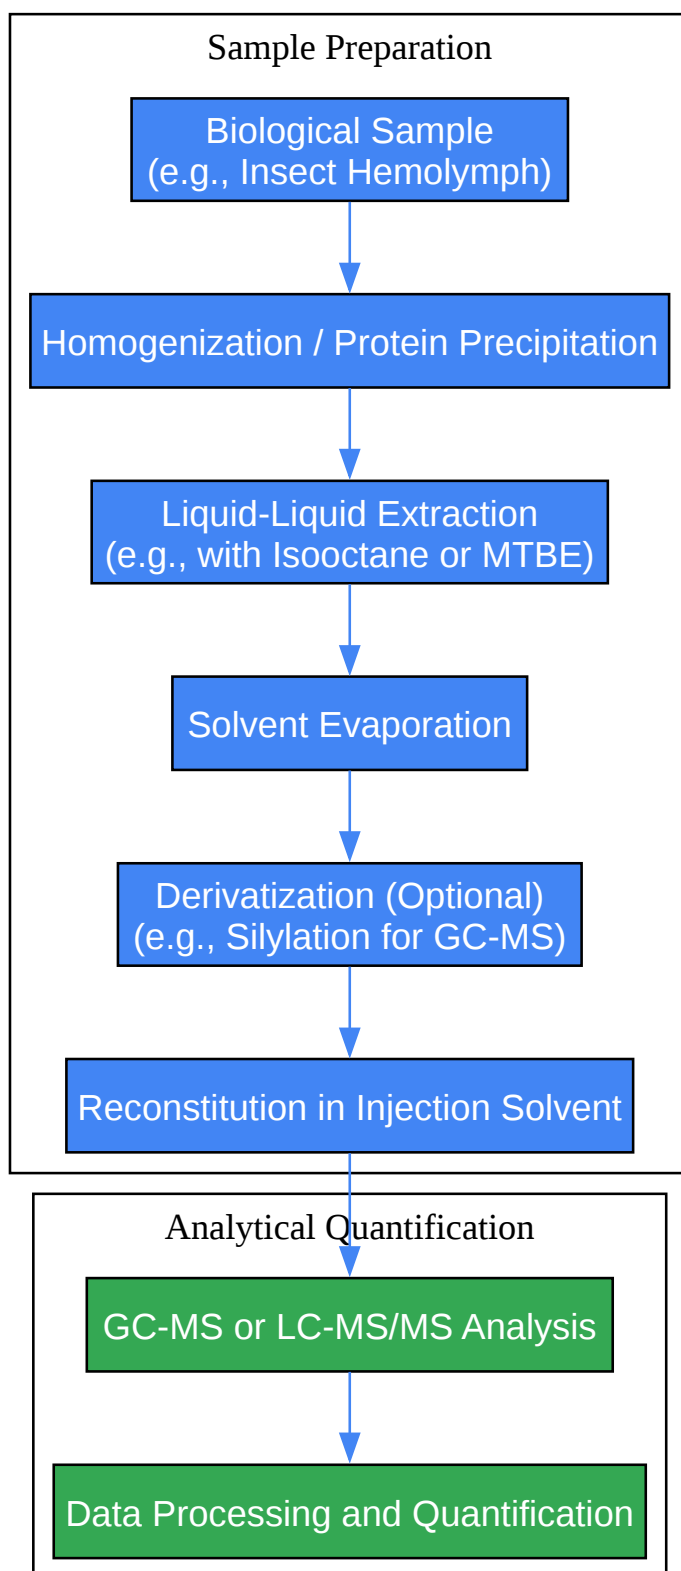 Sample Preparation
Biological Sample
(e.g., Insect Hemolymph)
Homogenization / Protein Precipitation
Liquid-Liquid Extraction
(e.g., with Isooctane or MTBE)
Solvent Evaporation
Derivatization (Optional)
(e.g., Silylation for GC-MS)
Reconstitution in Injection Solvent
Analytical Quantification
GC-MS or LC-MS/MS Analysis
Data Processing and Quantification